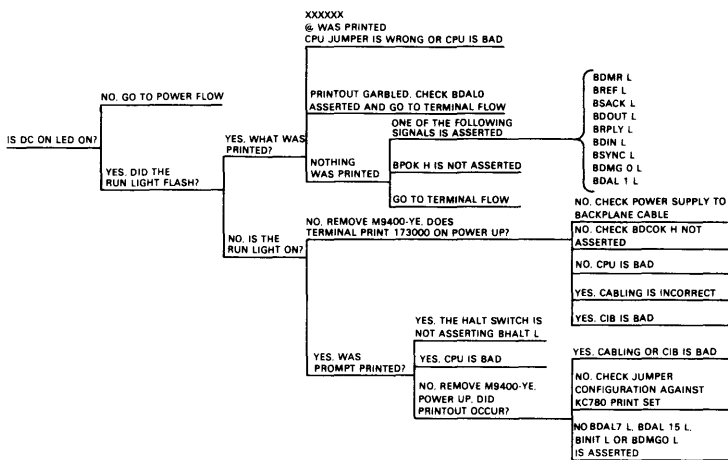 XXXXXX
@ WAS PRINTED
CPU JUMPER IS WRONG OR CPU IS BAD
NO. GO TO POWER FLOW
PRINTOUT GARBLED. CHECK BDAL0
ASSERTED AND GO TO TERMINAL FLOW
ONE OF THE FOLLOWING
SIGNALS IS ASSERTED
BDMR L
BREF L
BSACK L
BDOUT L
BRPLY L
BDIN L
BSYNC L
BDMG 0 L
BDAL 1 L
IS DC ON LED ON?
YES. WHAT WAS
PRINTED?
YES. DID THE
RUN LIGHT FLASH?
NOTHING
WAS PRINTED
BPOK H IS NOT ASSERTED
GO TO TERMINAL FLOW
NO. IS THE
RUN LIGHT ON?
NO. REMOVE M9400-YE. DOES
TERMINAL PRINT 173000 ON POWER UP?
NO. CHECK POWER SUPPLY TO
BACKPLANE CABLE
NO. CHECK BDCOK H NOT
ASSERTED
NO. CPU IS BAD
YES. CABLING IS INCORRECT
YES. CIB IS BAD
YES. WAS
PROMPT PRINTED?
YES. THE HALT SWITCH IS
NOT ASSERTING BHALT L
YES. CPU IS BAD
NO. REMOVE M9400-YE.
POWER UP. DID
PRINTOUT OCCUR?
YES. CABLING OR CIB IS BAD
NO. CHECK JUMPER
CONFIGURATION AGAINST
KC780 PRINT SET
NO BDAL7 L, BDAL 15 L,
BINIT L OR BDMGO L
IS ASSERTED